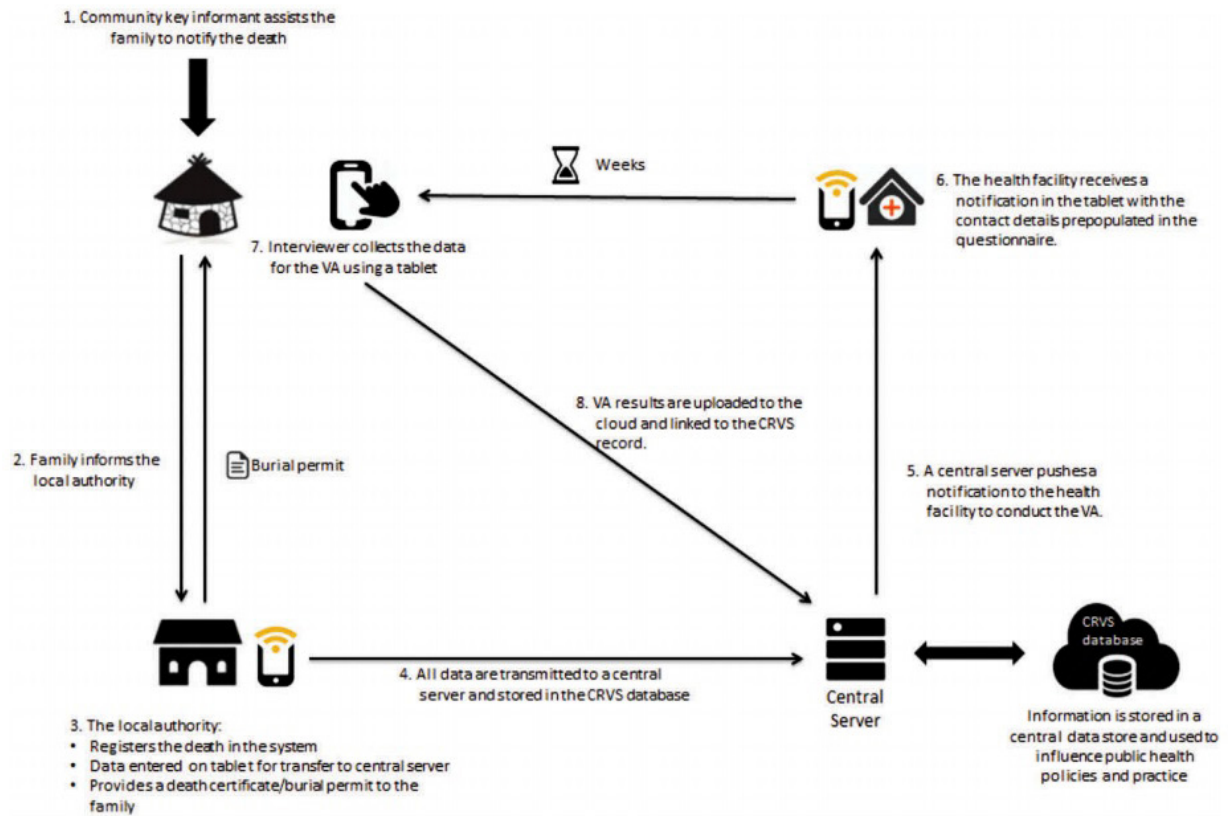 1. Community key informant assists the
family to notify the death
Weeks
6. The health facility receives a
notification in the tablet with the
contact details prepopulated in the
questionnaire.
7. Interviewer collects the data
for the VA using a tablet
8. VA results are uploaded to the
cloud and linked to the CRVS
record.
2. Family informs the
local authority
Burial permit
5. A central server pushes a
notification to the health
facility to conduct the VA.
CRVS
database
4. All data are transmitted to a central
server and stored in the CRVS database
Central
Server
3. The local authority:
• Registers the death in the system
• Data entered on tablet for transfer to central server
• Provides a death certificate/burial permit to the
family
Information is stored in a
central data store and used to
influence public health
policies and practice